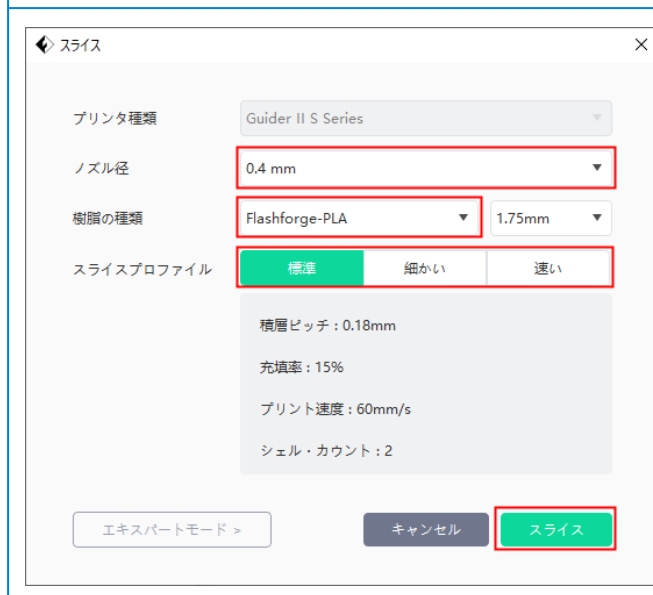 スライス
プリンタ種類 Guider II S Series
ノズル径 0.4 mm
樹脂の種類 Flashforge-PLA 1.75mm
スライスプロファイル 標準 細かい 速い
積層ピッチ : 0.18mm
充填率 : 15%
プリント速度 : 60mm/s
シェル・カウント : 2
エキスパートモード > キャンセル スライス